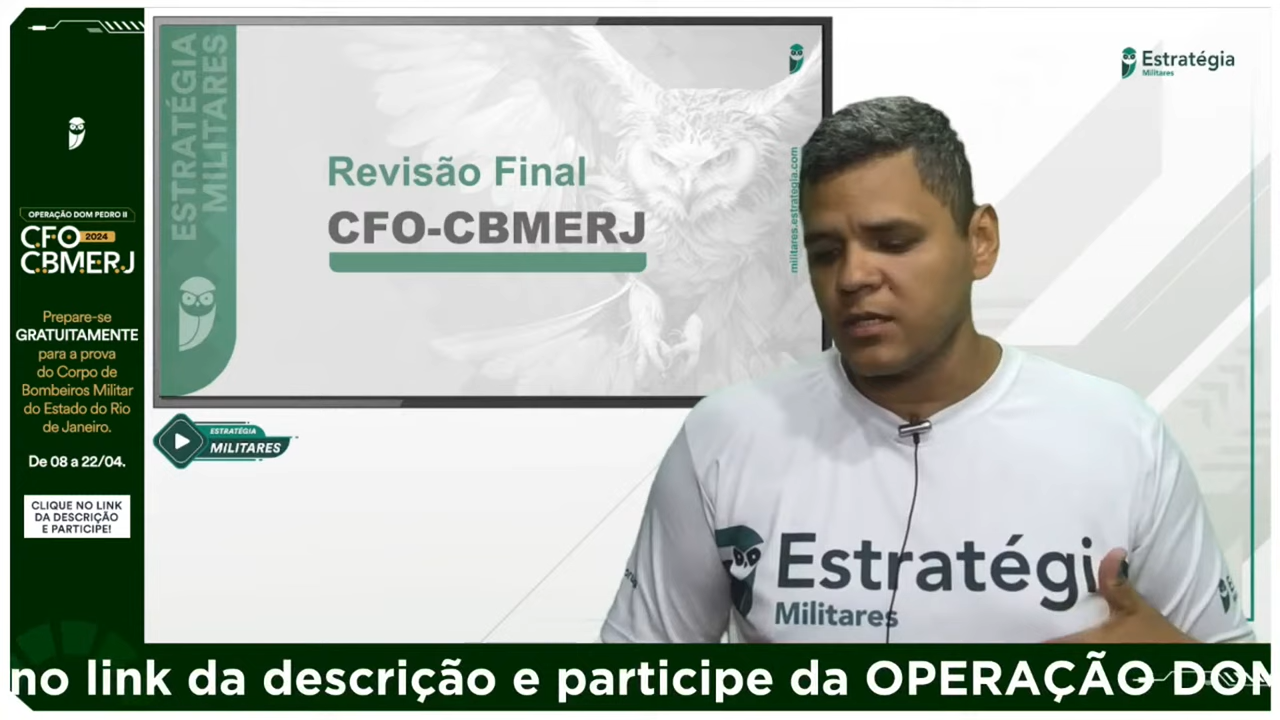 OPERAÇÃO DOM PEDRO II
CFO 2024
CBMERJ
Prepare-se
GRATUITAMENTE
para a prova
do Corpo de
Bombeiros Militar
do Estado do Rio
de Janeiro.
De 08 a 22/04.
CLIQUE NO LINK
DA DESCRIÇÃO
E PARTICIPE!
ESTRATÉGIA
MILITARES
Revisão Final
CFO-CBMERJ
militares.estrategia.com
ESTRATÉGIA
MILITARES
Estratégia
Militares
Estratégi
Militares
no link da descrição e participe da OPERAÇÃO DOM